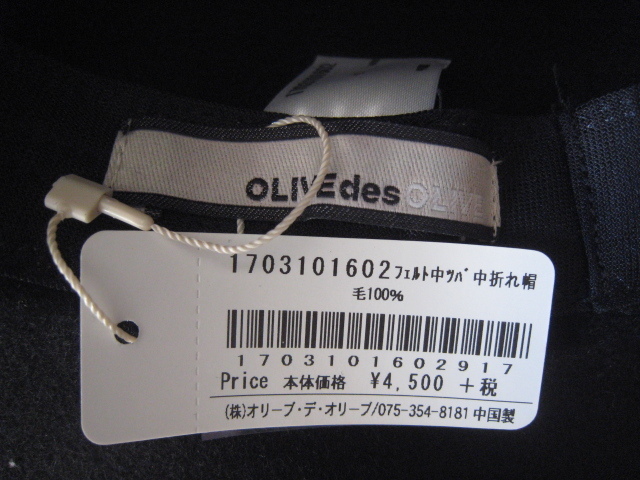 OLIVEdes OLIVE
1703101602ﾌｪﾙﾄ中ﾂﾊﾞ中折れ帽
毛100%
1703101602917
Price 本体価格 ¥4,500 +税
(株)オリーブ・デ・オリーブ/075-354-8181 中国製